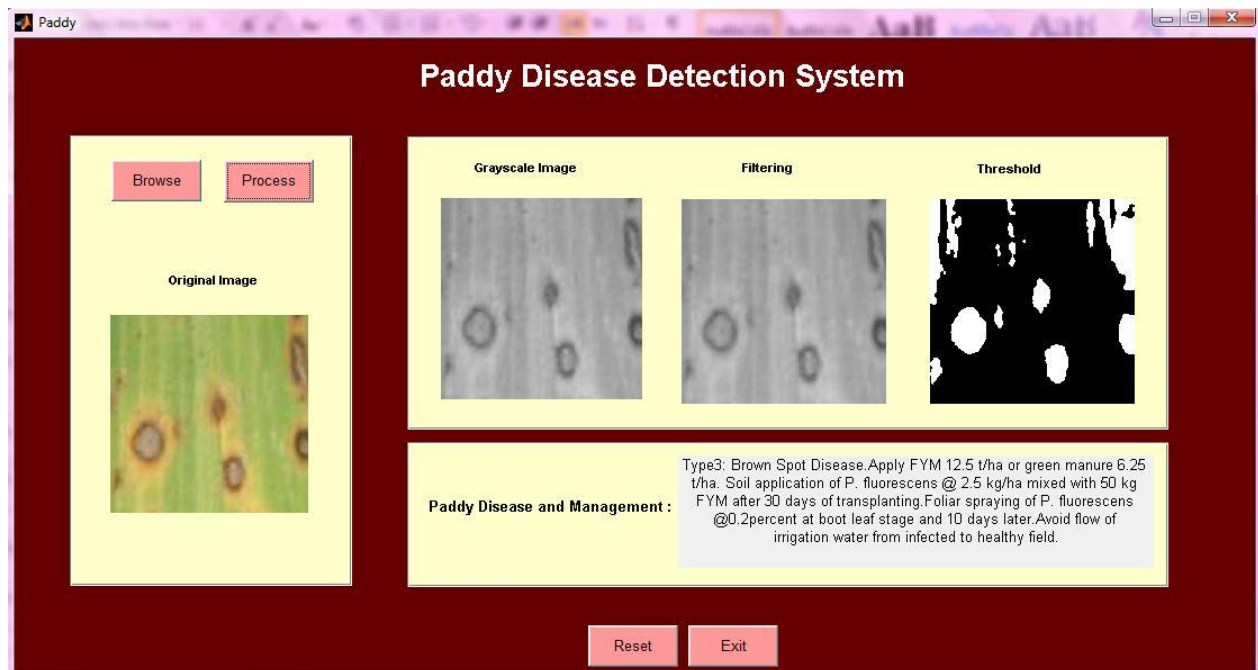 Paddy
Paddy Disease Detection System
Browse
Process
Original Image
Grayscale Image
Filtering
Threshold
Paddy Disease and Management :
Type3: Brown Spot Disease.Apply FYM 12.5 t/ha or green manure 6.25
t/ha. Soil application of P. fluorescens @ 2.5 kg/ha mixed with 50 kg
FYM after 30 days of transplanting.Foliar spraying of P. fluorescens
@0.2percent at boot leaf stage and 10 days later.Avoid flow of
irrigation water from infected to healthy field.
Reset
Exit